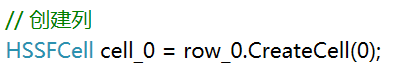 // 创建列
HSSFCell cell_0 = row_0.CreateCell(0);